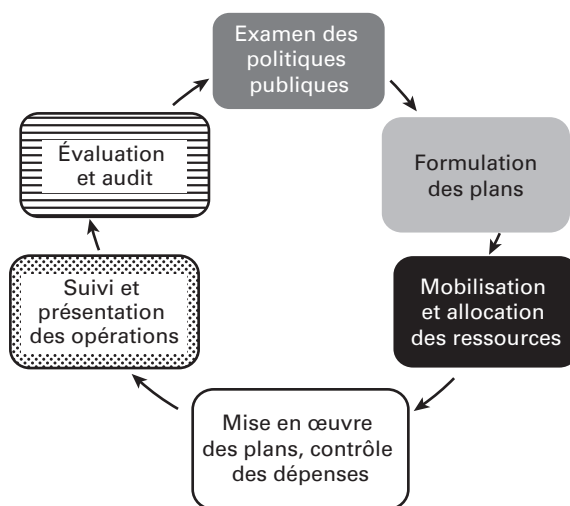 Examen des
politiques
publiques
Formulation
des plans
Mobilisation
et allocation
des ressources
Mise en œuvre
des plans, contrôle
des dépenses
Suivi et
présentation
des opérations
Évaluation
et audit